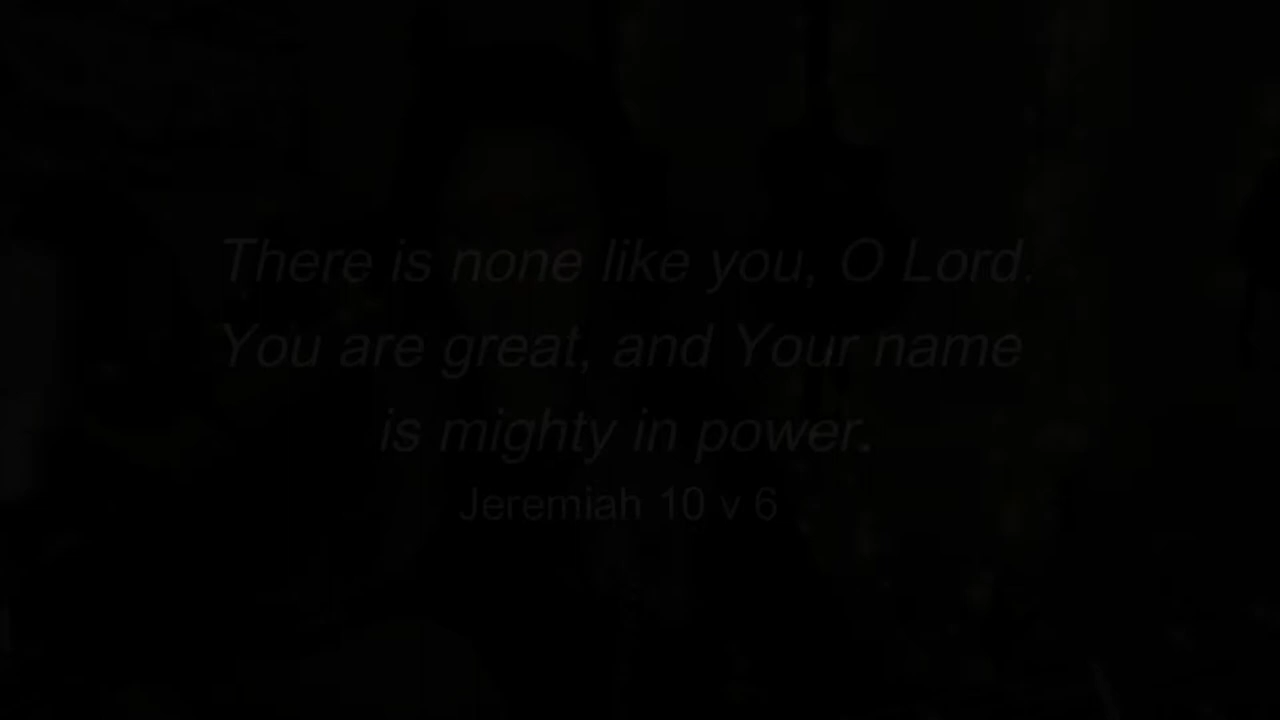 There is none like you, O Lord.
You are great, and Your name
is mighty in power.
Jeremiah 10 v 6